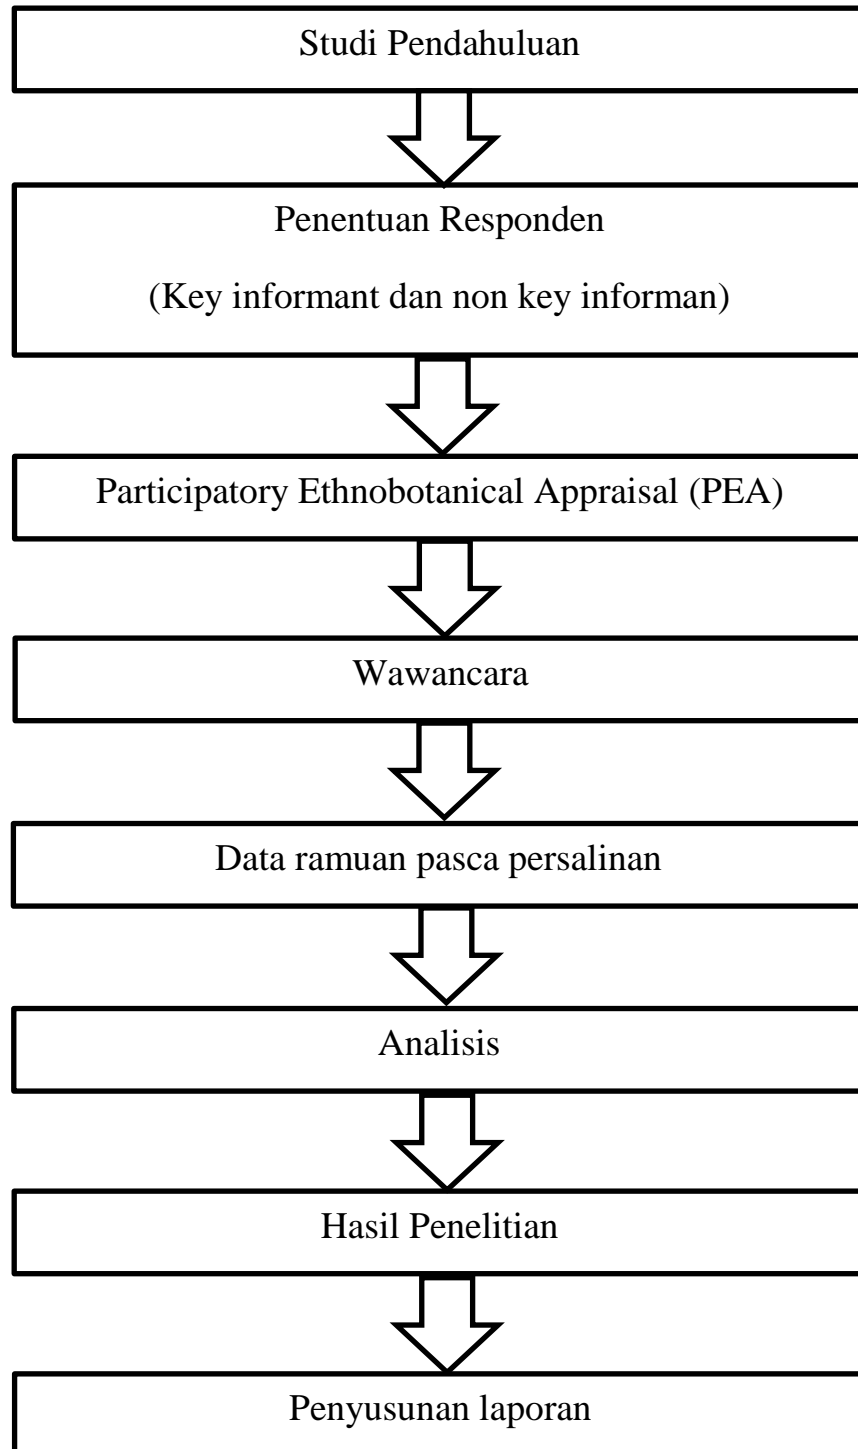 Studi Pendahuluan
Penentuan Responden
(Key informant dan non key informan)
Participatory Ethnobotanical Appraisal (PEA)
Wawancara
Data ramuan pasca persalinan
Analisis
Hasil Penelitian
Penyusunan laporan